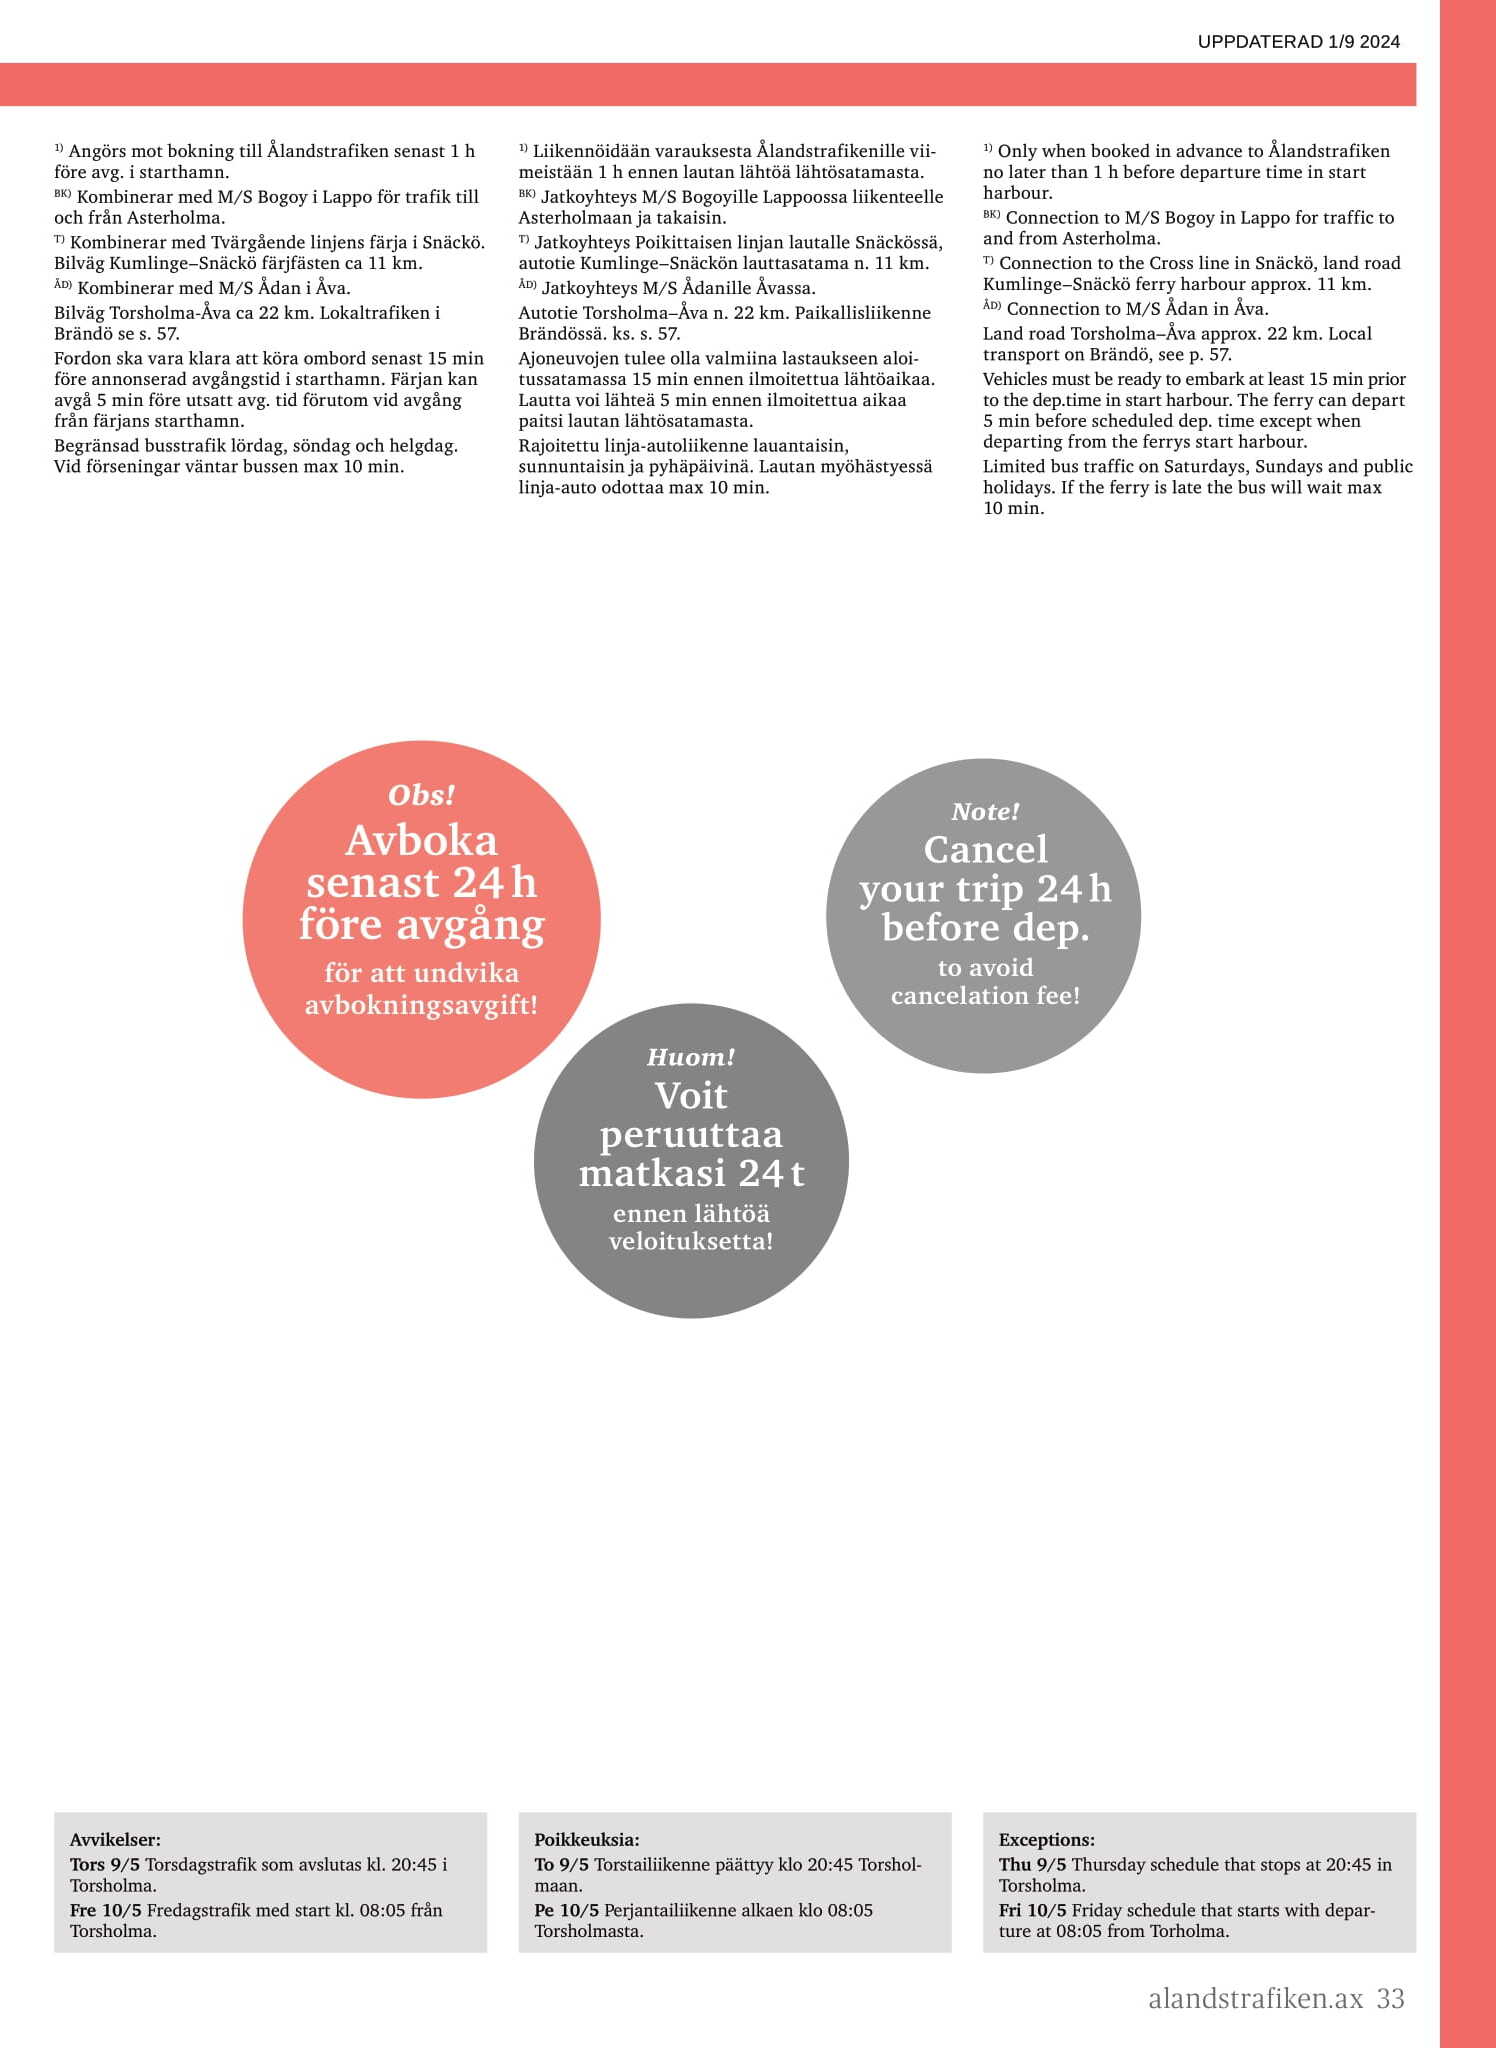 UPPDATERAD 1/9 2024
1) Angörs mot bokning till Ålandstrafiken senast 1 h
före avg. i starthamn.
BK) Kombinerar med M/S Bogoy i Lappo för trafik till
och från Asterholma.
T) Kombinerar med Tvärgående linjens färja i Snäckö.
Bilväg Kumlinge–Snäckö färjfästen ca 11 km.
ÅD) Kombinerar med M/S Ådan i Åva.
Bilväg Torsholma-Åva ca 22 km. Lokaltrafiken i
Brändö se s. 57.
Fordon ska vara klara att köra ombord senast 15 min
före annonserad avgångstid i starthamn. Färjan kan
avgå 5 min före utsatt avg. tid förutom vid avgång
från färjans starthamn.
Begränsad busstrafik lördag, söndag och helgdag.
Vid förseningar väntar bussen max 10 min.
1) Liikennöidään varauksesta Ålandstrafikenille vii-
meistään 1 h ennen lautan lähtöä lähtösatamasta.
BK) Jatkoyhteys M/S Bogoyille Lappoossa liikenteelle
Asterholmaan ja takaisin.
T) Jatkoyhteys Poikittaisen linjan lautalle Snäckössä,
autotie Kumlinge–Snäckön lauttasatama n. 11 km.
ÅD) Jatkoyhteys M/S Ådanille Åvassa.
Autotie Torsholma–Åva n. 22 km. Paikallisliikenne
Brändössä. ks. s. 57.
Ajoneuvojen tulee olla valmiina lastaukseen aloi-
tussatamassa 15 min ennen ilmoitettua lähtöaikaa.
Lautta voi lähteä 5 min ennen ilmoitettua aikaa
paitsi lautan lähtösatamasta.
Rajoitettu linja-autoliikenne lauantaisin,
sunnuntaisin ja pyhäpäivinä. Lautan myöhästyessä
linja-auto odottaa max 10 min.
1) Only when booked in advance to Ålandstrafiken
no later than 1 h before departure time in start
harbour.
BK) Connection to M/S Bogoy in Lappo for traffic to
and from Asterholma.
T) Connection to the Cross line in Snäckö, land road
Kumlinge–Snäckö ferry harbour approx. 11 km.
ÅD) Connection to M/S Ådan in Åva.
Land road Torsholma–Åva approx. 22 km. Local
transport on Brändö, see p. 57.
Vehicles must be ready to embark at least 15 min prior
to the dep.time in start harbour. The ferry can depart
5 min before scheduled dep. time except when
departing from the ferrys start harbour.
Limited bus traffic on Saturdays, Sundays and public
holidays. If the ferry is late the bus will wait max
10 min.
Obs!
Avboka
senast 24 h
före avgång
för att undvika
avbokningsavgift!
Note!
Cancel
your trip 24 h
before dep.
to avoid
cancelation fee!
Huom!
Voit
peruuttaa
matkasi 24 t
ennen lähtöä
veloituksetta!
Avvikelser:
Tors 9/5 Torsdagstrafik som avslutas kl. 20:45 i
Torsholma.
Fre 10/5 Fredagstrafik med start kl. 08:05 från
Torsholma.
Poikkeuksia:
To 9/5 Torstailiikenne päättyy klo 20:45 Torshol-
maan.
Pe 10/5 Perjantailiikenne alkaen klo 08:05
Torsholmasta.
Exceptions:
Thu 9/5 Thursday schedule that stops at 20:45 in
Torsholma.
Fri 10/5 Friday schedule that starts with depar-
ture at 08:05 from Torholma.
alandstrafiken.ax 33